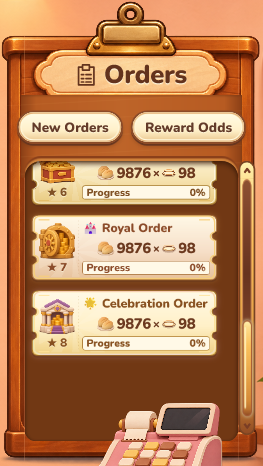 Orders
New Orders
Reward Odds
9876× 98
★ 6
Progress 0%
Royal Order
9876× 98
★ 7
Progress 0%
Celebration Order
9876× 98
★ 8
Progress 0%